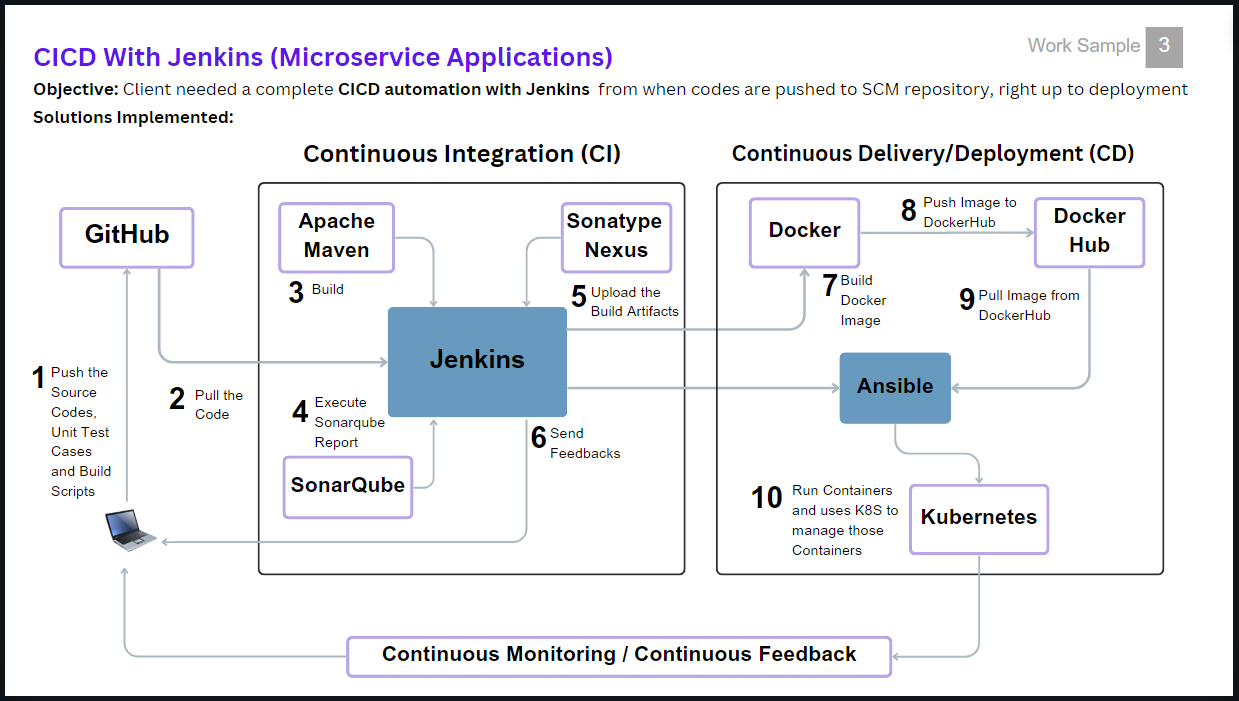 CICD With Jenkins (Microservice Applications)
Work Sample 3
Objective: Client needed a complete CICD automation with Jenkins from when codes are pushed to SCM repository, right up to deployment
Solutions Implemented:
Continuous Integration (CI)
Continuous Delivery/Deployment (CD)
GitHub
1 Push the
Source
Codes,
Unit Test
Cases
and Build
Scripts
2 Pull the
Code
Apache
Maven
3 Build
Sonatype
Nexus
5 Upload the
Build Artifacts
Jenkins
4 Execute
Sonarqube
Report
SonarQube
6 Send
Feedbacks
Docker
7 Build
Docker
Image
8 Push Image to
DockerHub
Docker
Hub
9 Pull Image from
DockerHub
Ansible
10 Run Containers
and uses K8S to
manage those
Containers
Kubernetes
Continuous Monitoring / Continuous Feedback